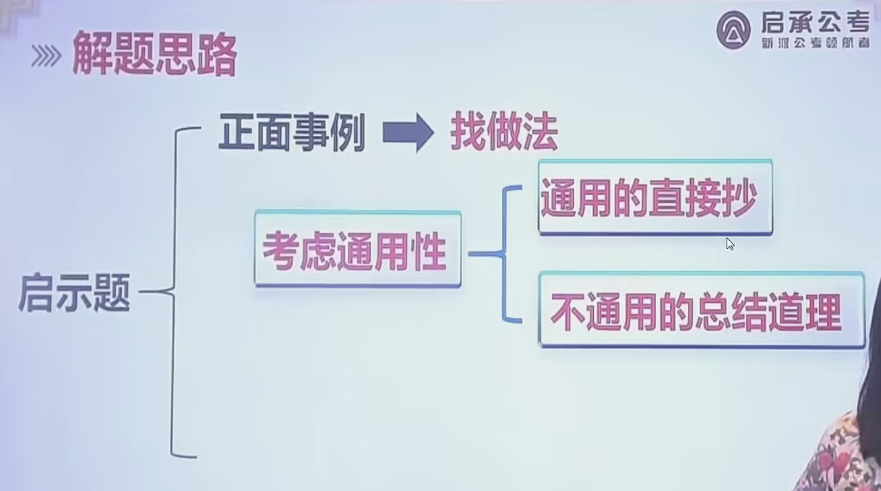 解题思路
启承公考
新派公考领航者
正面事例
找做法
通用的直接抄
考虑通用性
启示题
不通用的总结道理